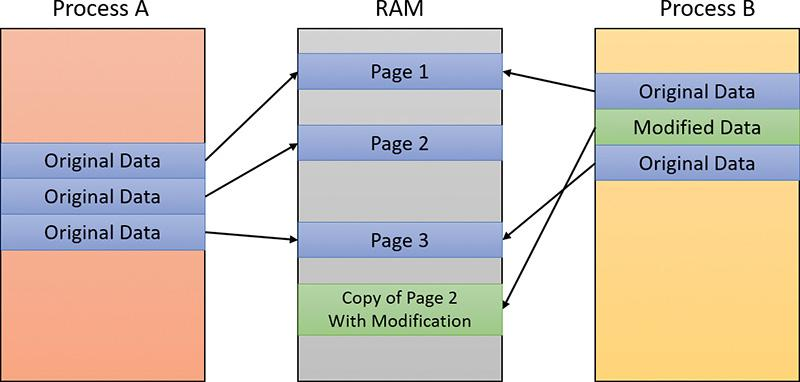 Process A
RAM
Process B
Original Data
Original Data
Original Data
Page 1
Page 2
Page 3
Copy of Page 2
With Modification
Original Data
Modified Data
Original Data